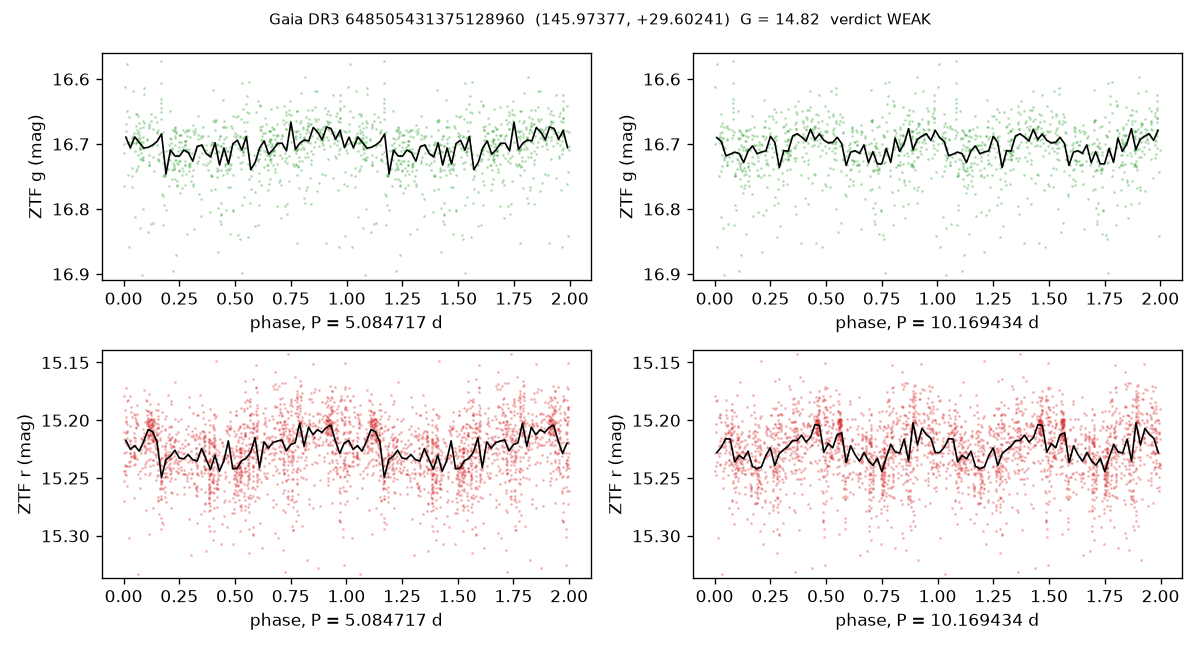 Gaia DR3 648505431375128960  (145.97377, +29.60241)  G = 14.82  verdict WEAK
ZTF g (mag)
16.6
16.7
16.8
16.9
0.00 0.25 0.50 0.75 1.00 1.25 1.50 1.75 2.00
phase, P = 5.084717 d
ZTF g (mag)
16.6
16.7
16.8
16.9
0.00 0.25 0.50 0.75 1.00 1.25 1.50 1.75 2.00
phase, P = 10.169434 d
ZTF r (mag)
15.15
15.20
15.25
15.30
0.00 0.25 0.50 0.75 1.00 1.25 1.50 1.75 2.00
phase, P = 5.084717 d
ZTF r (mag)
15.15
15.20
15.25
15.30
0.00 0.25 0.50 0.75 1.00 1.25 1.50 1.75 2.00
phase, P = 10.169434 d